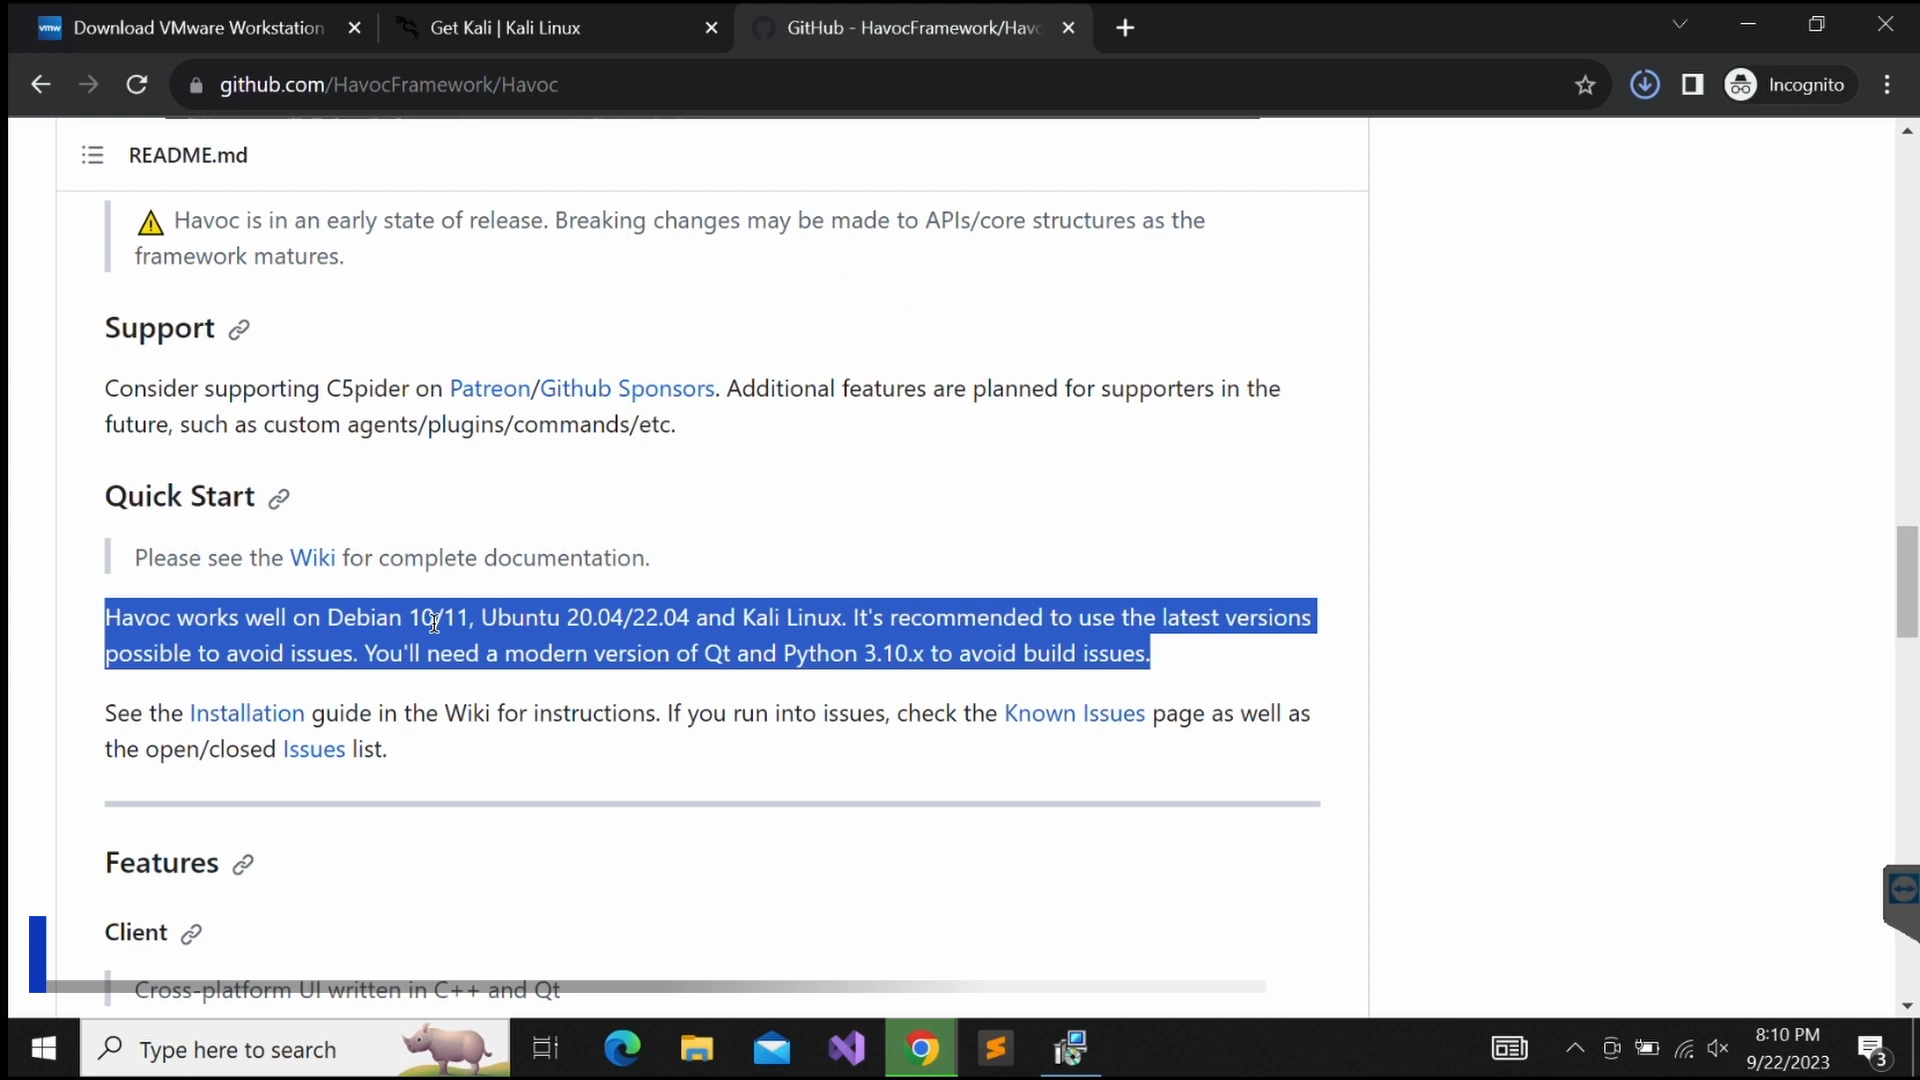 Download VMware Workstation
Get Kali | Kali Linux
GitHub - HavocFramework/Havo
github.com/HavocFramework/Havoc
Incognito
README.md
Havoc is in an early state of release. Breaking changes may be made to APIs/core structures as the
framework matures.
Support
Consider supporting C5pider on Patreon/Github Sponsors. Additional features are planned for supporters in the
future, such as custom agents/plugins/commands/etc.
Quick Start
Please see the Wiki for complete documentation.
Havoc works well on Debian 10/11, Ubuntu 20.04/22.04 and Kali Linux. It's recommended to use the latest versions
possible to avoid issues. You'll need a modern version of Qt and Python 3.10.x to avoid build issues.
See the Installation guide in the Wiki for instructions. If you run into issues, check the Known Issues page as well as
the open/closed Issues list.
Features
Client
Cross-platform UI written in C++ and Qt
Type here to search
8:10 PM
9/22/2023
3